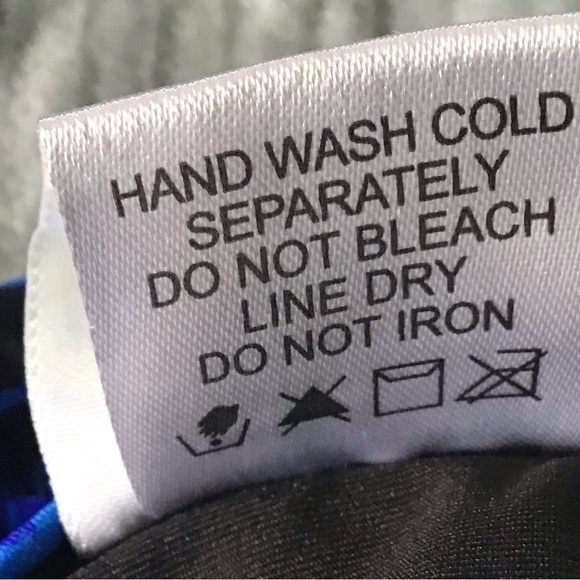 HAND WASH COLD
SEPARATELY
DO NOT BLEACH
LINE DRY
DO NOT IRON